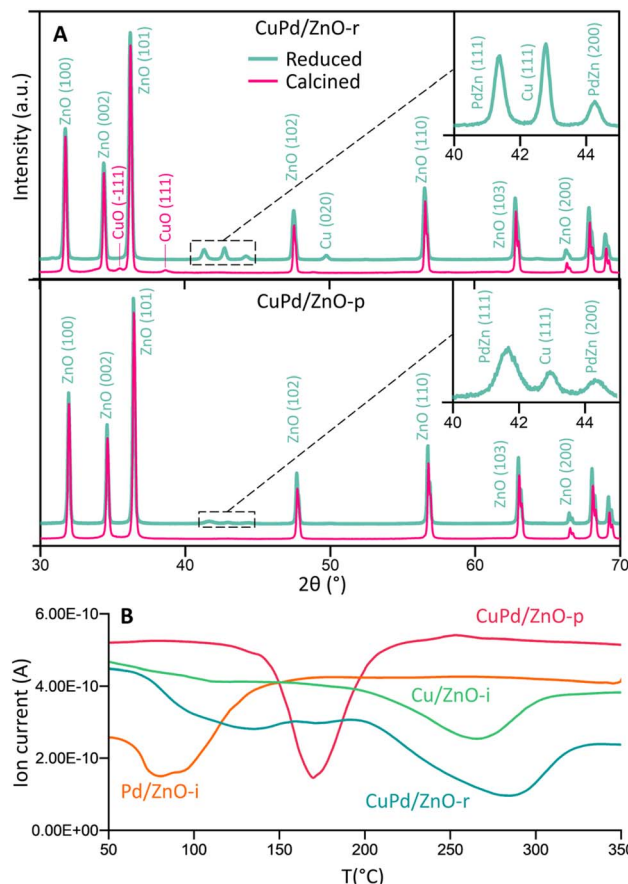 A
CuPd/ZnO-r
Reduced
Calcined
Intensity (a.u.)
ZnO (100)
ZnO (002)
CuO (-111)
ZnO (101)
CuO (111)
ZnO (102)
Cu (020)
ZnO (110)
ZnO (103)
ZnO (200)
PdZn (111)
Cu (111)
PdZn (200)
40 42 44
CuPd/ZnO-p
ZnO (100)
ZnO (002)
ZnO (101)
ZnO (102)
ZnO (110)
ZnO (103)
ZnO (200)
PdZn (111)
Cu (111)
PdZn (200)
40 42 44
30 40 50 60 70
2θ (°)
B
6.00E-10
4.00E-10
2.00E-10
0.00E+00
Ion current (A)
CuPd/ZnO-p
Cu/ZnO-i
Pd/ZnO-i
CuPd/ZnO-r
50 100 150 200 250 300 350
T(°C)